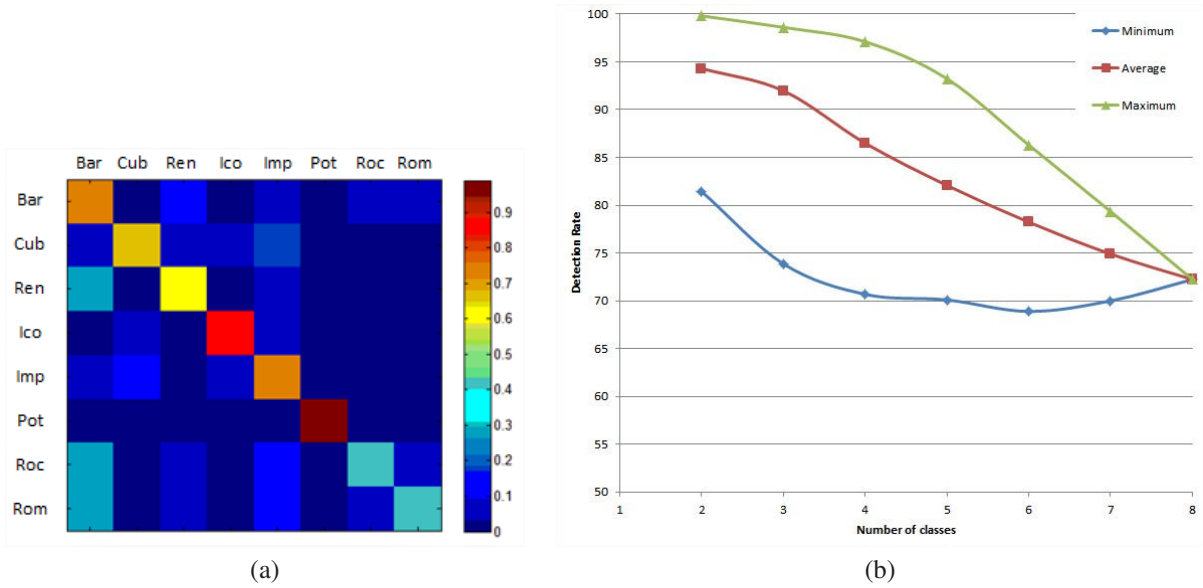 Bar Cub Ren Ico Imp Pot Roc Rom
Bar
Cub
Ren
Ico
Imp
Pot
Roc
Rom
0.9
0.8
0.7
0.6
0.5
0.4
0.3
0.2
0.1
0
(a)
100
95
90
85
80
75
70
65
60
55
50
Detection Rate
1 2 3 4 5 6 7 8
Number of classes
Minimum
Average
Maximum
(b)